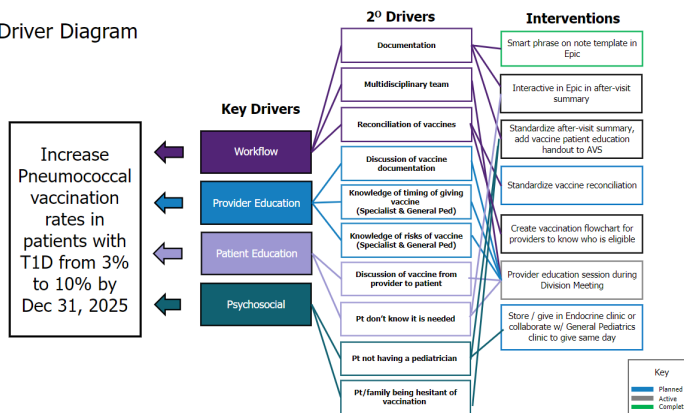 Driver Diagram
2º Drivers
Interventions
Key Drivers
Increase
Pneumococcal
vaccination
rates in
patients with
T1D from 3%
to 10% by
Dec 31, 2025
Workflow
Provider Education
Patient Education
Psychosocial
Documentation
Multidisciplinary team
Reconciliation of vaccines
Discussion of vaccine
documentation
Knowledge of timing of giving
vaccine
(Specialist & General Ped)
Knowledge of risks of vaccine
(Specialist & General Ped)
Discussion of vaccine from
provider to patient
Pt don't know it is needed
Pt not having a pediatrician
Pt/family being hesitant of
vaccination
Smart phrase on note template in
Epic
Interactive in Epic in after-visit
summary
Standardize after-visit summary,
add vaccine patient education
handout to AVS
Standardize vaccine reconciliation
Create vaccination flowchart for
providers to know who is eligible
Provider education session during
Division Meeting
Store / give in Endocrine clinic or
collaborate w/ General Pediatrics
clinic to give same day
Key
Planned
Active
Complet